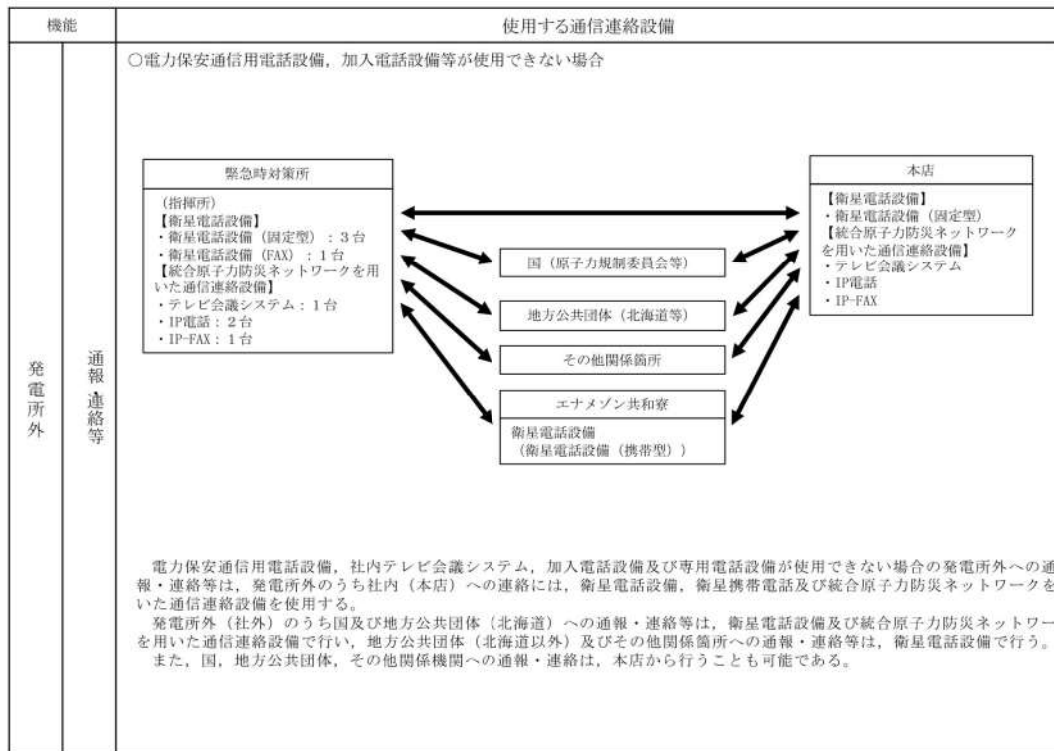 機能
使用する通信連絡設備
発電所外
通報・連絡等
○電力保安通信用電話設備，加入電話設備等が使用できない場合
緊急時対策所
(指揮所)
【衛星電話設備】
・衛星電話設備（固定型）：３台
・衛星電話設備（FAX）：１台
【統合原子力防災ネットワークを用
いた通信連絡設備】
・テレビ会議システム：１台
・IP電話：２台
・IP-FAX：１台
国（原子力規制委員会等）
地方公共団体（北海道等）
その他関係箇所
エナメゾン共和寮
衛星電話設備
（衛星電話設備（携帯型））
本店
【衛星電話設備】
・衛星電話設備（固定型）
【統合原子力防災ネットワーク
を用いた通信連絡設備】
・テレビ会議システム
・IP電話
・IP-FAX
電力保安通信用電話設備，社内テレビ会議システム，加入電話設備及び専用電話設備が使用できない場合の発電所外への通
報・連絡等は，発電所外のうち社内（本店）への連絡には，衛星電話設備，衛星携帯電話及び統合原子力防災ネットワークを
いた通信連絡設備を使用する。
発電所外（社外）のうち国及び地方公共団体（北海道）への通報・連絡等は，衛星電話設備及び統合原子力防災ネットワー
を用いた通信連絡設備で行い，地方公共団体（北海道以外）及びその他関係箇所への通報・連絡等は，衛星電話設備で行う。
また，国，地方公共団体，その他関係機関への通報・連絡は，本店から行うことも可能である。